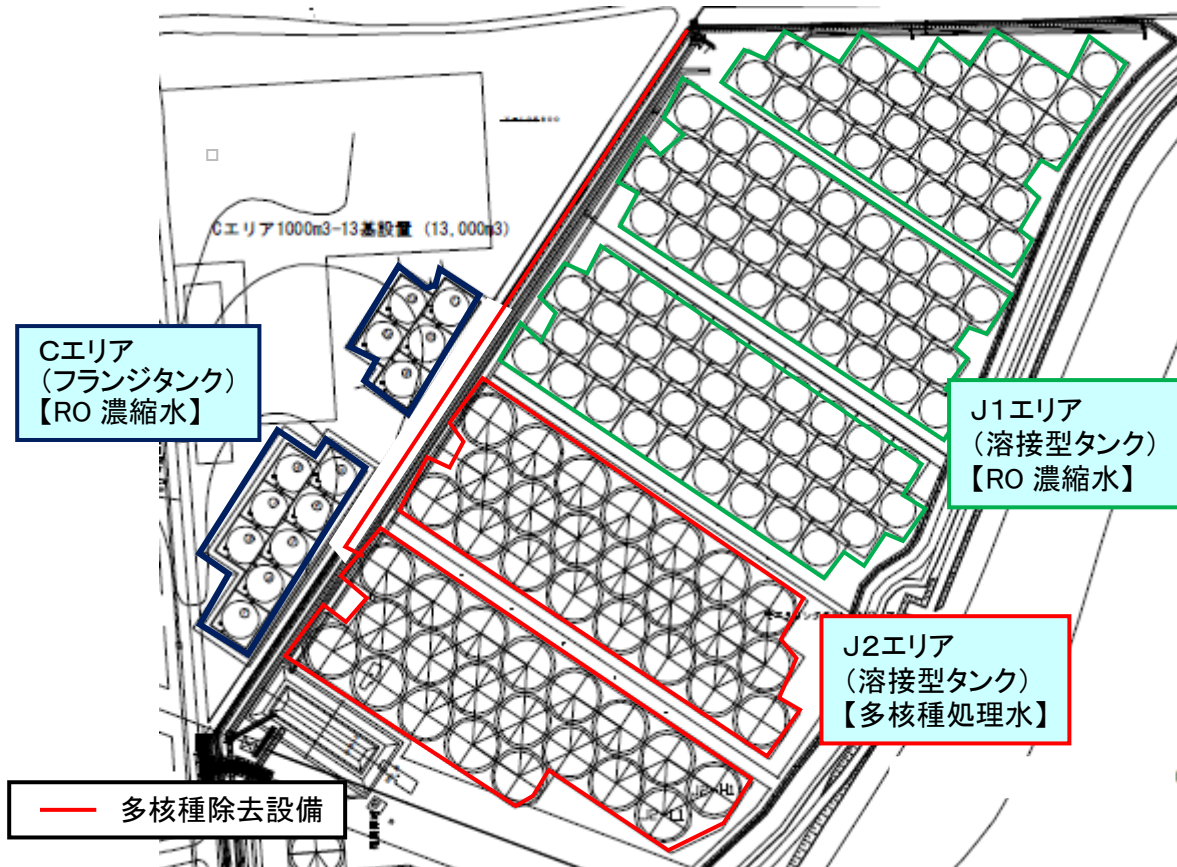 Cエリア1000m3-13基設置 (13,000m3)
Cエリア
(フランジタンク)
【RO 濃縮水】
J1エリア
(溶接型タンク)
【RO 濃縮水】
J2エリア
(溶接型タンク)
【多核種処理水】
多核種除去設備